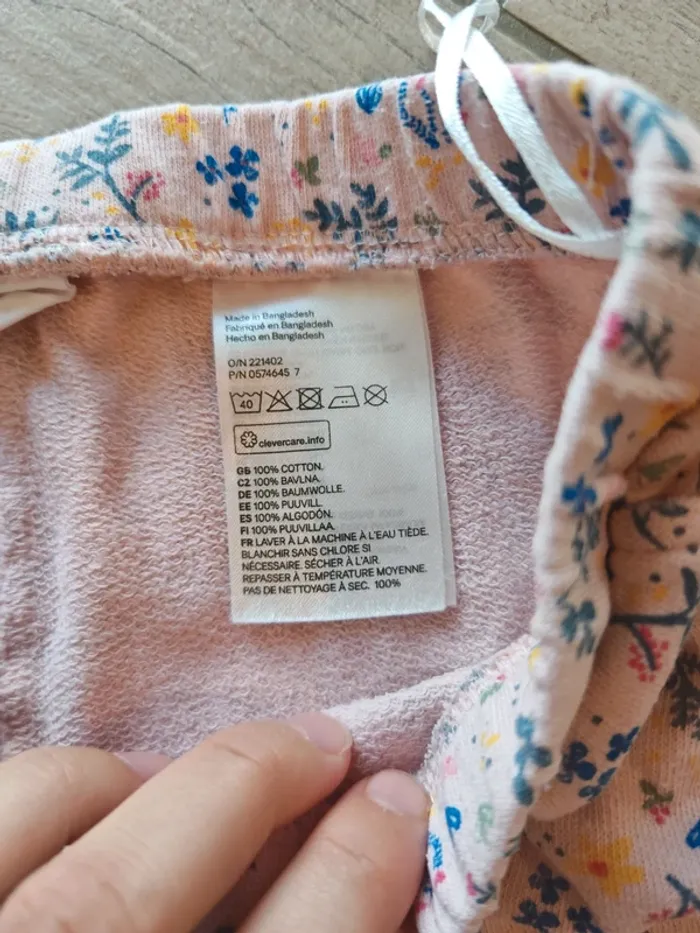 Made in Bangladesh
Fabriqué en Bangladesh
Hecho en Bangladesh
O/N 221402
P/N 0574645 7
40
clevercare.info
GB 100% COTTON.
CZ 100% BAVLNA.
DE 100% BAUMWOLLE.
EE 100% PUUVILL.
ES 100% ALGODÓN.
FI 100% PUUVILLAA.
FR LAVER À LA MACHINE À L'EAU TIÈDE.
BLANCHIR SANS CHLORE SI
NÉCESSAIRE. SÉCHER À L'AIR.
REPASSER À TEMPÉRATURE MOYENNE.
PAS DE NETTOYAGE À SEC. 100%